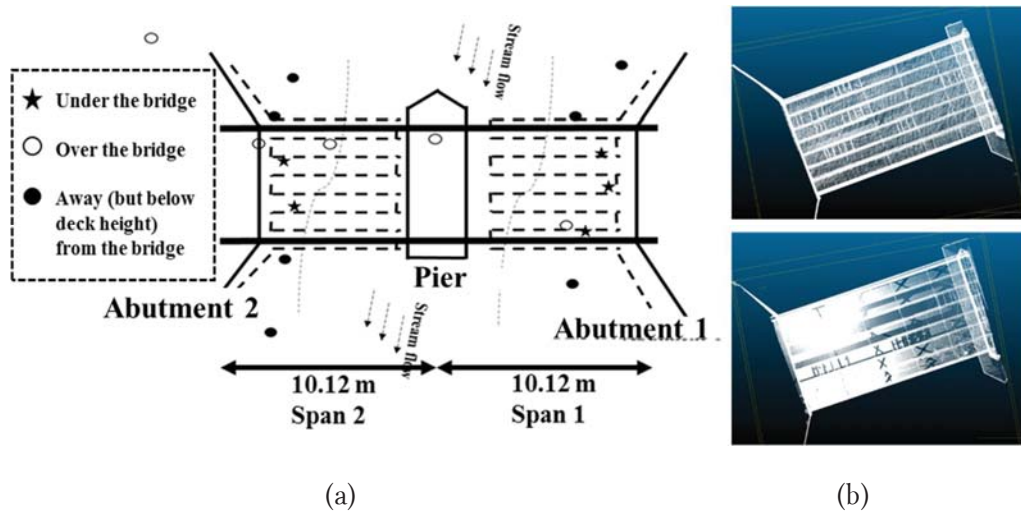 Stream flow
Under the bridge
Over the bridge
Away (but below
deck height)
from the bridge
Pier
Abutment 2
Abutment 1
Stream flow
10.12 m
10.12 m
Span 2
Span 1
(a)
(b)